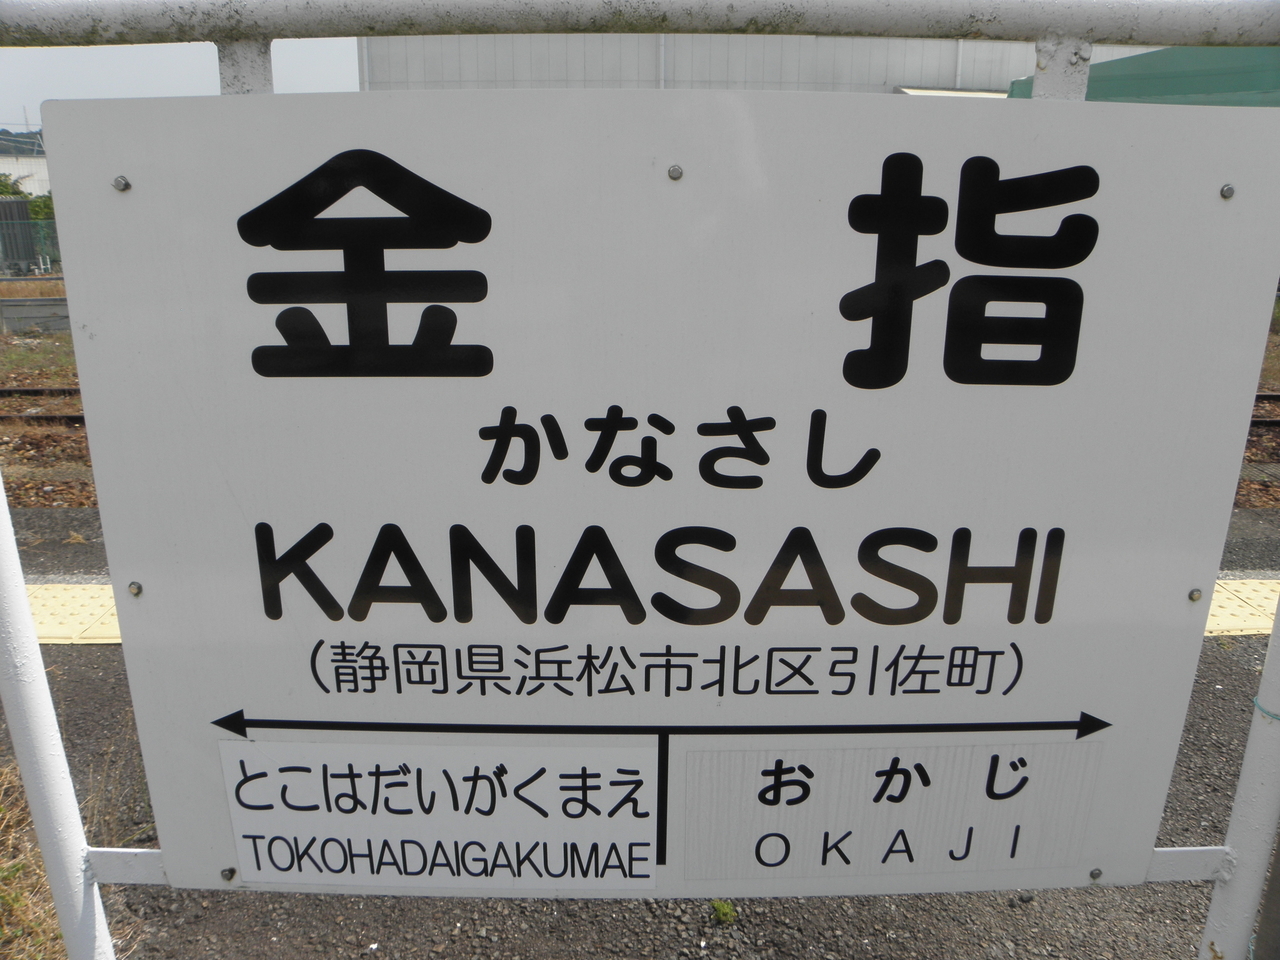 金指
かなさし
KANASASHI
(静岡県浜松市北区引佐町)
とこはだいがくまえ おかじ
TOKOHADAIGAKUMAE OKAJI